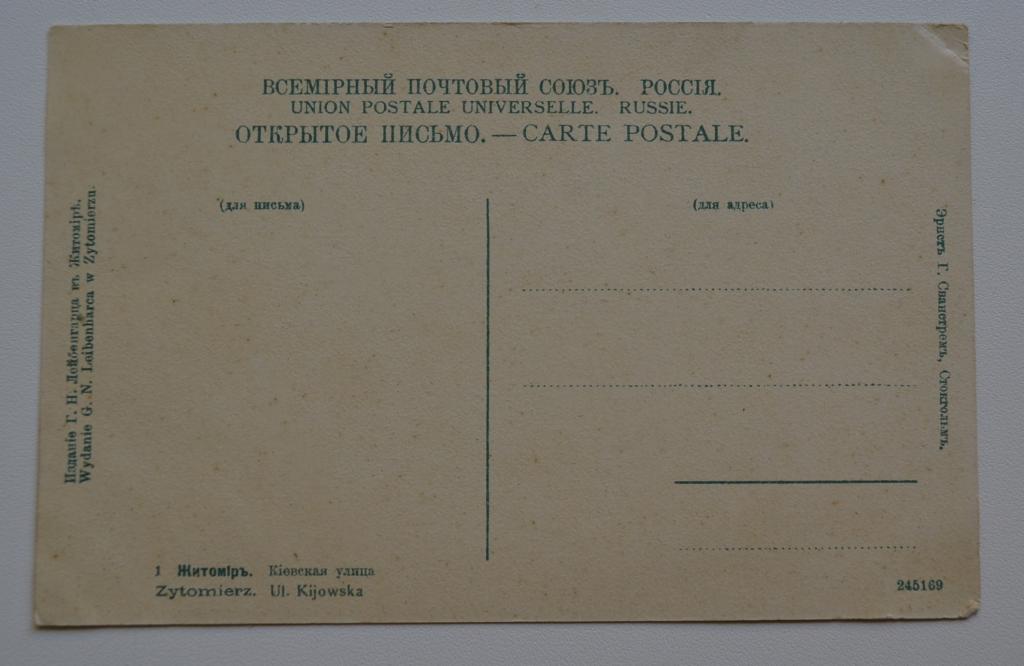 ВСЕМІРНЫЙ ПОЧТОВЫЙ СОЮЗЪ. РОССІЯ.
UNION POSTALE UNIVERSELLE. RUSSIE.
ОТКРЫТОЕ ПИСЬМО. — CARTE POSTALE.
(для письма)
(для адреса)
Изданіе Г. Н. Лейбенгарца въ Житомірѣ.
Wydanie G. N. Leibenharca w Zytomierzu.
Эрнстъ Г. Сванстремъ, Стокгольмъ.
1 Житоміръ. Кіевская улица
Zytomierz. Ul. Kijowska
245169